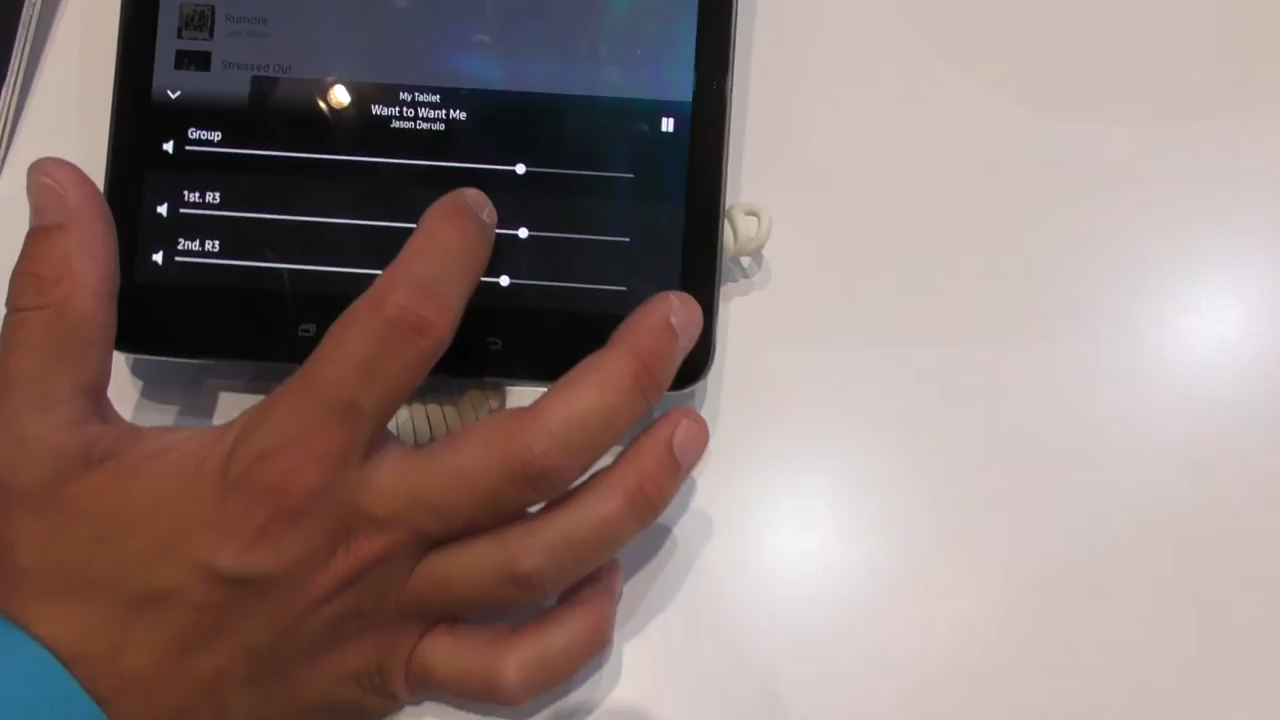 Rumors
Stressed Out
My Tablet
Want to Want Me
Jason Derulo
Group
1st. R3
2nd. R3